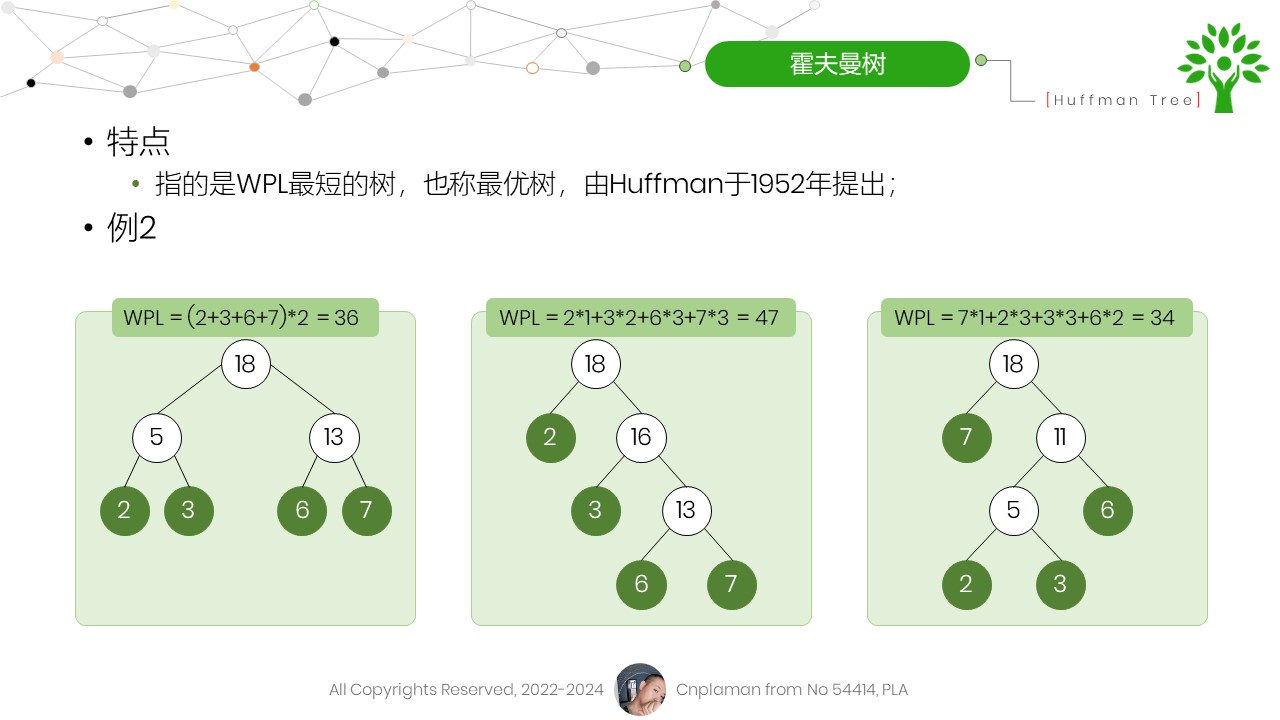 霍夫曼树
[Huffman Tree]
• 特点
• 指的是WPL最短的树，也称最优树，由Huffman于1952年提出；
• 例2
WPL = (2+3+6+7)*2 = 36
18
5 13
2 3 6 7
WPL = 2*1+3*2+6*3+7*3 = 47
18
2 16
3 13
6 7
WPL = 7*1+2*3+3*3+6*2 = 34
18
7 11
5 6
2 3
All Copyrights Reserved, 2022-2024 Cnplaman from No 54414, PLA